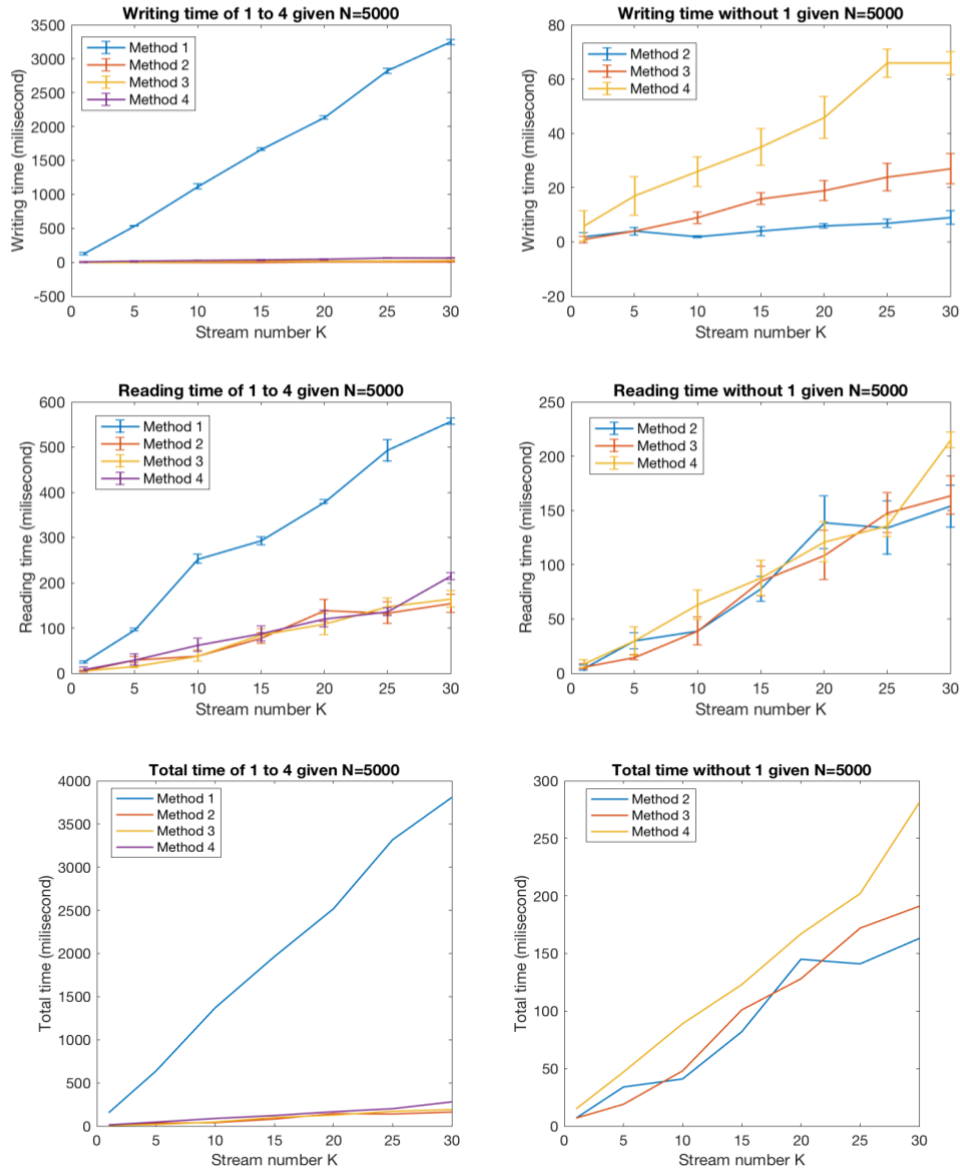 Writing time of 1 to 4 given N=5000
3500
3000
2500
2000
1500
1000
500
0
-500
Writing time (milisecond)
Method 1
Method 2
Method 3
Method 4
0 5 10 15 20 25 30
Stream number K
Writing time without 1 given N=5000
80
60
40
20
0
-20
Writing time (milisecond)
Method 2
Method 3
Method 4
0 5 10 15 20 25 30
Stream number K
Reading time of 1 to 4 given N=5000
600
500
400
300
200
100
0
Reading time (milisecond)
Method 1
Method 2
Method 3
Method 4
0 5 10 15 20 25 30
Stream number K
Reading time without 1 given N=5000
250
200
150
100
50
0
Reading time (milisecond)
Method 2
Method 3
Method 4
0 5 10 15 20 25 30
Stream number K
Total time of 1 to 4 given N=5000
4000
3500
3000
2500
2000
1500
1000
500
0
Total time (milisecond)
Method 1
Method 2
Method 3
Method 4
0 5 10 15 20 25 30
Stream number K
Total time without 1 given N=5000
300
250
200
150
100
50
0
Total time (milisecond)
Method 2
Method 3
Method 4
0 5 10 15 20 25 30
Stream number K